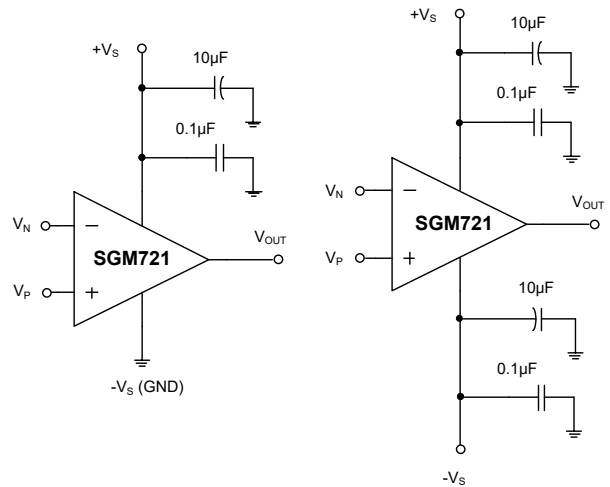 +VS
10µF
0.1µF
VN
−
SGM721
VOUT
VP
+
-VS (GND)
+VS
10µF
0.1µF
VN
−
VOUT
SGM721
VP
+
10µF
0.1µF
-VS